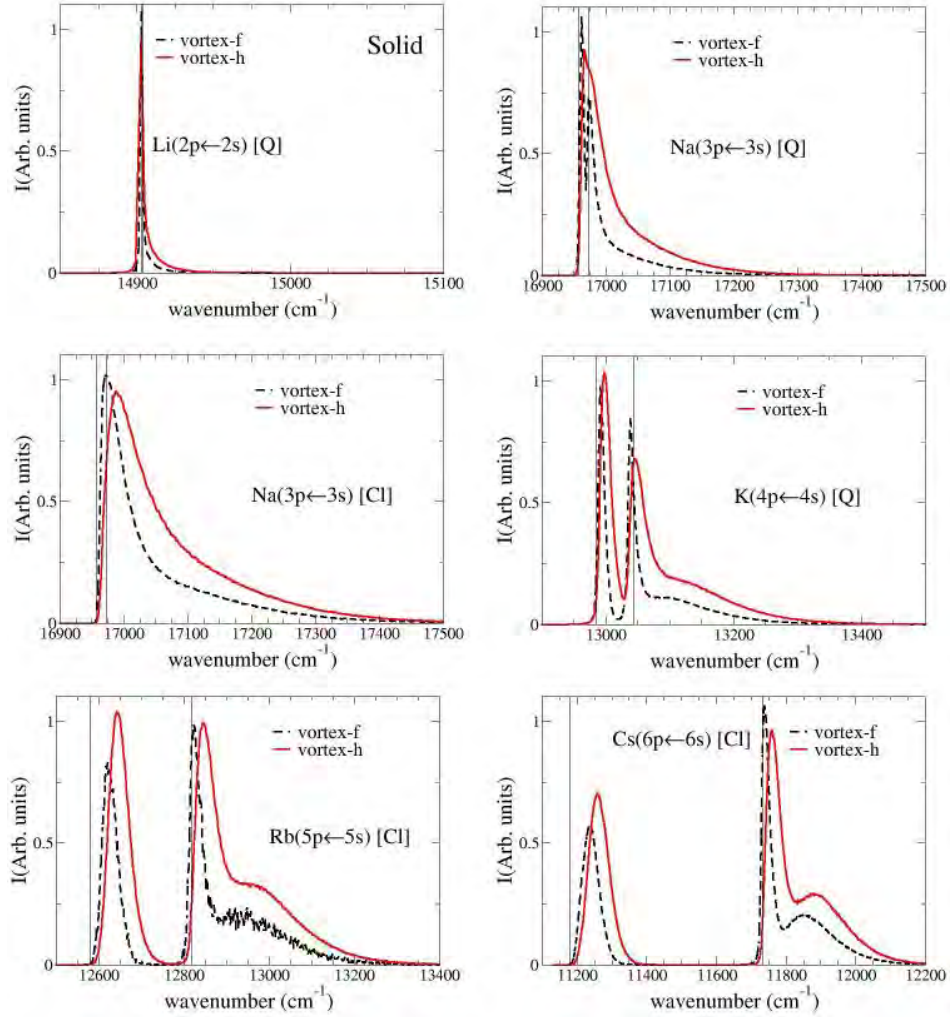 1
0.5
0
I(Arb. units)
vortex-f
vortex-h
Solid
Li(2p←2s) [Q]
14900
15000
15100
wavenumber (cm⁻¹)
1
0.5
0
I(Arb. units)
vortex-f
vortex-h
Na(3p←3s) [Q]
16900
17000
17100
17200
17300
17400
17500
wavenumber (cm⁻¹)
1
0.5
0
I(Arb. units)
vortex-f
vortex-h
Na(3p←3s) [Cl]
16900
17000
17100
17200
17300
17400
17500
wavenumber (cm⁻¹)
1
0.5
0
I(Arb. units)
vortex-f
vortex-h
K(4p←4s) [Q]
13000
13200
13400
wavenumber (cm⁻¹)
1
0.5
0
I(Arb. units)
vortex-f
vortex-h
Rb(5p←5s) [Cl]
12600
12800
13000
13200
13400
wavenumber (cm⁻¹)
1
0.5
0
I(Arb. units)
Cs(6p←6s) [Cl]
vortex-f
vortex-h
11200
11400
11600
11800
12000
12200
wavenumber (cm⁻¹)